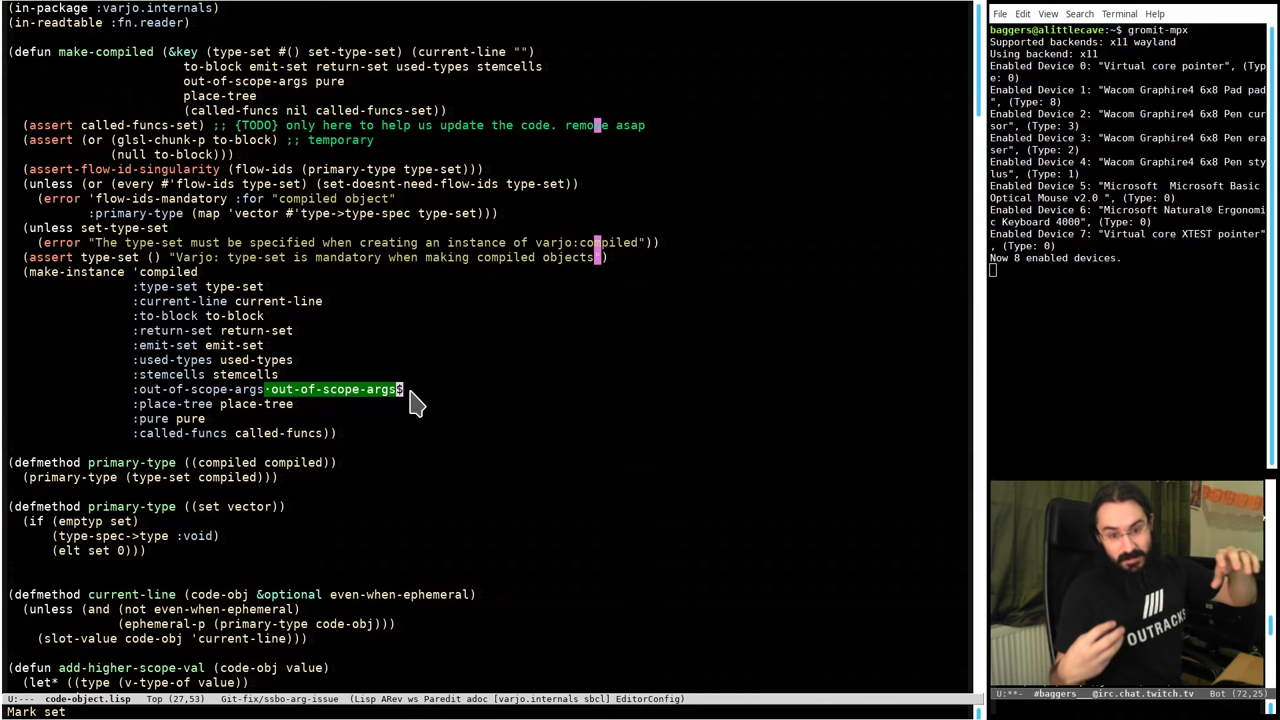 (in-package :varjo.internals)
(in-readtable :fn.reader)
(defun make-compiled (&key (type-set #() set-type-set) (current-line "")
to-block emit-set return-set used-types stemcells
out-of-scope-args pure
place-tree
(called-funcs nil called-funcs-set))
(assert called-funcs-set) ;; {TODO} only here to help us update the code. remove asap
(assert (or (glsl-chunk-p to-block) ;; temporary
(null to-block)))
(assert-flow-id-singularity (flow-ids (primary-type type-set)))
(unless (or (every #'flow-ids type-set) (set-doesnt-need-flow-ids type-set))
(error 'flow-ids-mandatory :for "compiled object"
:primary-type (map 'vector #'type->type-spec type-set)))
(unless set-type-set
(error "The type-set must be specified when creating an instance of varjo:compiled"))
(assert type-set () "Varjo: type-set is mandatory when making compiled objects")
(make-instance 'compiled
:type-set type-set
:current-line current-line
:to-block to-block
:return-set return-set
:emit-set emit-set
:used-types used-types
:stemcells stemcells
:out-of-scope-args·out-of-scope-args$
:place-tree place-tree
:pure pure
:called-funcs called-funcs))
(defmethod primary-type ((compiled compiled))
(primary-type (type-set compiled)))
(defmethod primary-type ((set vector))
(if (emptyp set)
(type-spec->type :void)
(elt set 0)))
(defmethod current-line (code-obj &optional even-when-ephemeral)
(unless (and (not even-when-ephemeral)
(ephemeral-p (primary-type code-obj)))
(slot-value code-obj 'current-line)))
(defun add-higher-scope-val (code-obj value)
(let* ((type (v-type-of value))
U:--- code-object.lisp Top (27,53) Git-fix/ssbo-arg-issue (Lisp ARev ws Paredit adoc [varjo.internals sbcl] EditorConfig)
Mark set
File Edit View Search Terminal Help
baggers@alittlecave:~$ gromit-mpx
Supported backends: x11 wayland
Using backend: x11
Enabled Device 0: "Virtual core pointer", (Typ
e: 0)
Enabled Device 1: "Wacom Graphire4 6x8 Pad pad
", (Type: 8)
Enabled Device 2: "Wacom Graphire4 6x8 Pen cur
sor", (Type: 3)
Enabled Device 3: "Wacom Graphire4 6x8 Pen era
ser", (Type: 2)
Enabled Device 4: "Wacom Graphire4 6x8 Pen sty
lus", (Type: 1)
Enabled Device 5: "Microsoft  Microsoft Basic
Optical Mouse v2.0 ", (Type: 0)
Enabled Device 6: "Microsoft Natural® Ergonomi
c Keyboard 4000", (Type: 0)
Enabled Device 7: "Virtual core XTEST pointer"
, (Type: 0)
Now 8 enabled devices.
OUTRACKS
U:**- #baggers___@irc.chat.twitch.tv Bot (72,25)